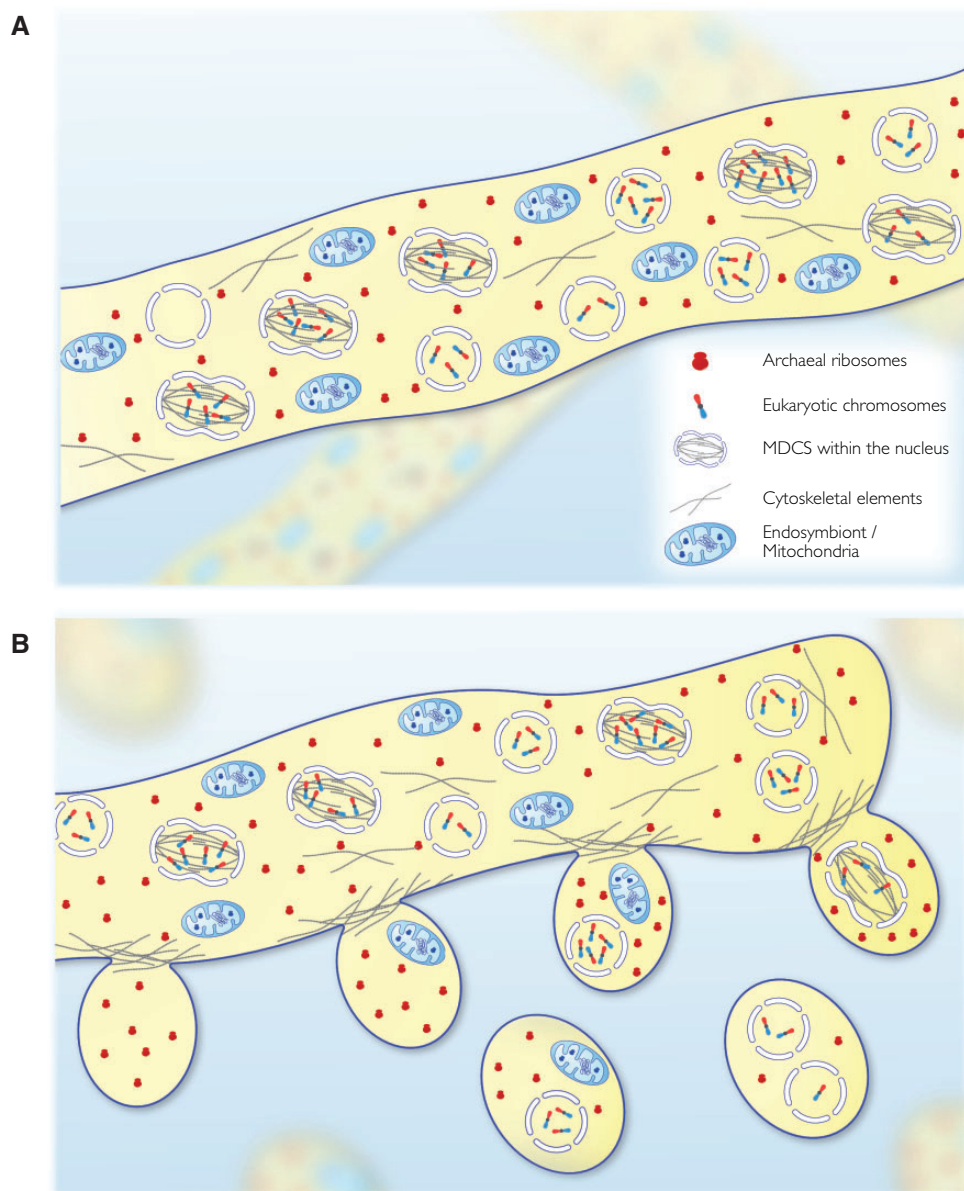 A
Archaeal ribosomes
Eukaryotic chromosomes
MDCS within the nucleus
Cytoskeletal elements
Endosymbiont /
Mitochondria
B